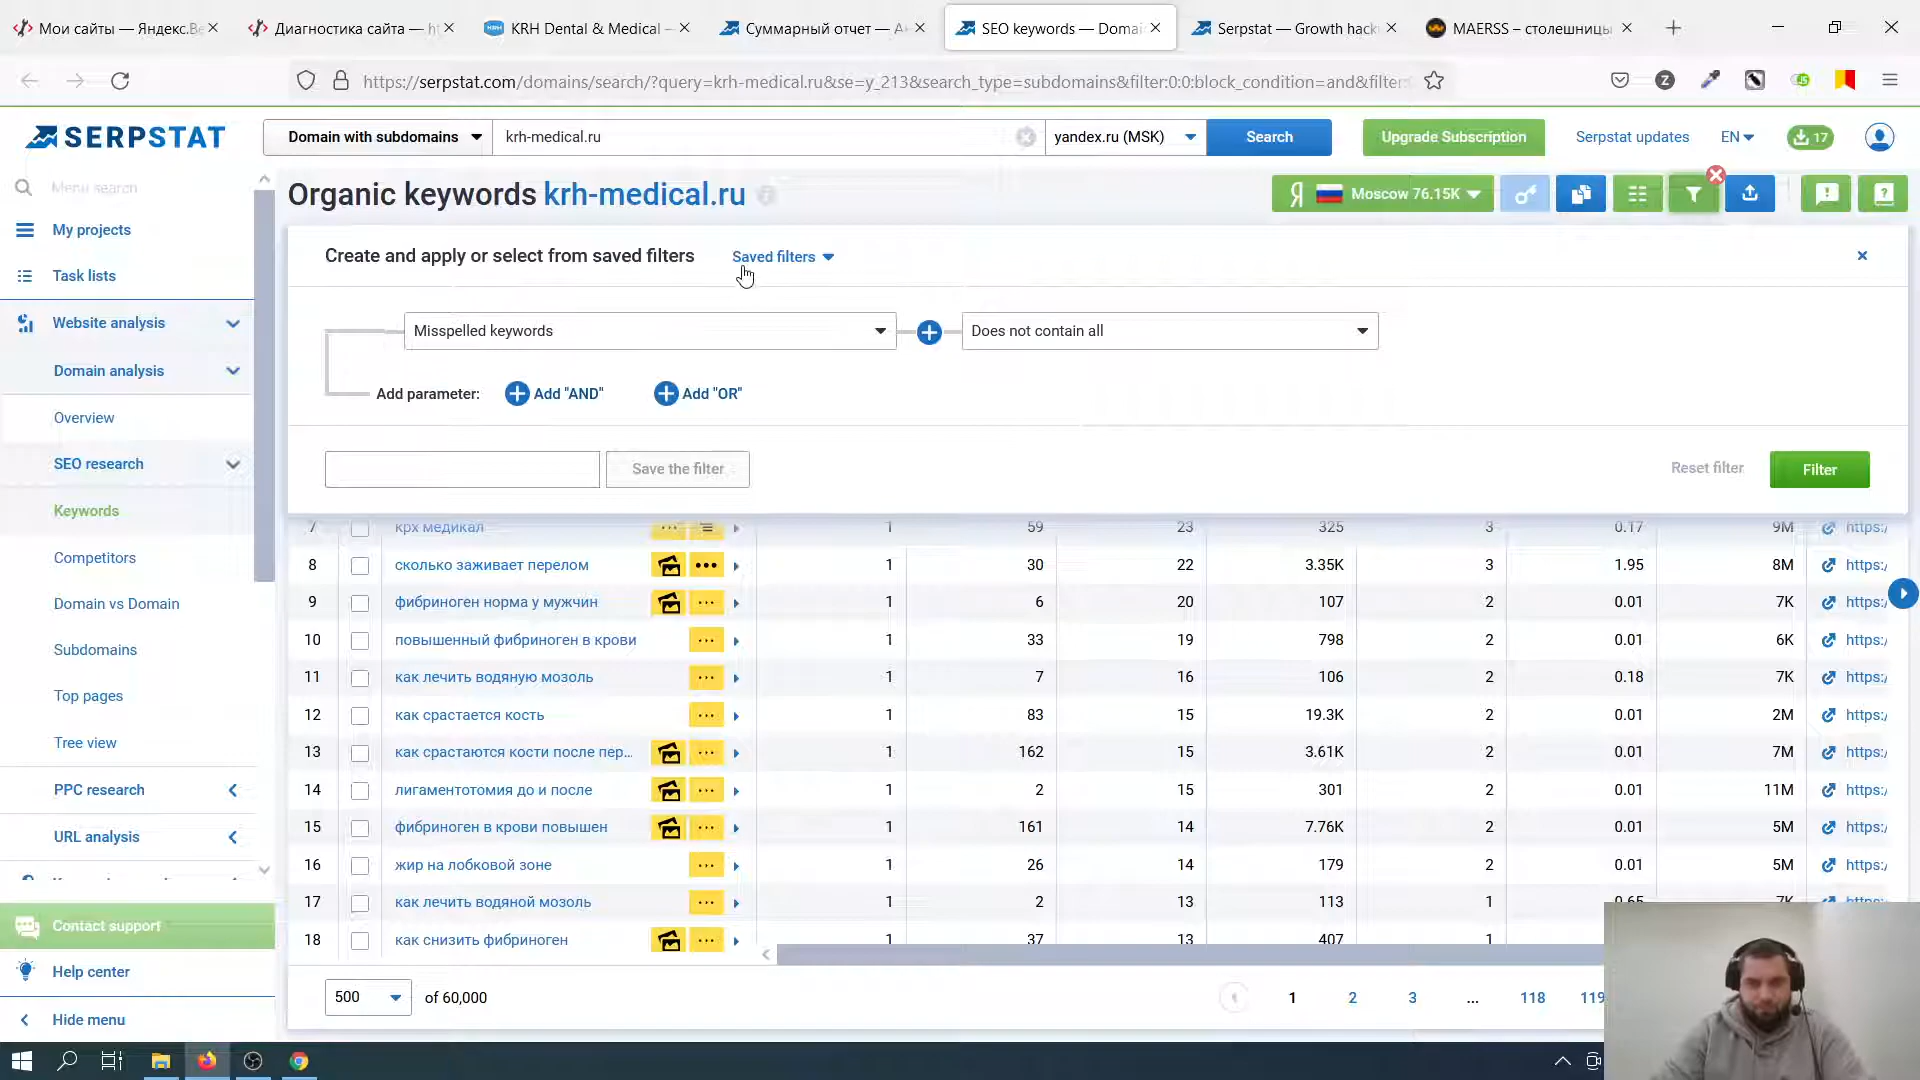 Мои сайты — Яндекс.Ве
Диагностика сайта — ht
KRH Dental & Medical –
Суммарный отчет — Ак
SEO keywords — Domai
Serpstat — Growth hack
MAERSS – столешницы
https://serpstat.com/domains/search/?query=krh-medical.ru&se=y_213&search_type=subdomains&filter:0:0:block_condition=and&filter:
SERPSTAT
Domain with subdomains
krh-medical.ru
yandex.ru (MSK)
Search
Upgrade Subscription
Serpstat updates
EN
17
Menu search
Organic keywords krh-medical.ru
Я Moscow 76.15K
My projects
Task lists
Website analysis
Domain analysis
Overview
SEO research
Keywords
Competitors
Domain vs Domain
Subdomains
Top pages
Tree view
PPC research
URL analysis
Contact support
Help center
Hide menu
Create and apply or select from saved filters
Saved filters
Misspelled keywords
Does not contain all
Add parameter:
Add "AND"
Add "OR"
Save the filter
Reset filter
Filter
7 крх медикал 1 59 23 325 3 0.17 9M https:/
8 сколько заживает перелом 1 30 22 3.35K 3 1.95 8M https:/
9 фибриноген норма у мужчин 1 6 20 107 2 0.01 7K https:/
10 повышенный фибриноген в крови 1 33 19 798 2 0.01 6K https:/
11 как лечить водяную мозоль 1 7 16 106 2 0.18 7K https:/
12 как срастается кость 1 83 15 19.3K 2 0.01 2M https:/
13 как срастаются кости после пер... 1 162 15 3.61K 2 0.01 7M https:/
14 лигаментотомия до и после 1 2 15 301 2 0.01 11M https:/
15 фибриноген в крови повышен 1 161 14 7.76K 2 0.01 5M https:/
16 жир на лобковой зоне 1 26 14 179 2 0.01 5M https:/
17 как лечить водяной мозоль 1 2 13 113 1 0.65 7K https:/
18 как снизить фибриноген 1 37 13 407 1
500 of 60,000
1 2 3 ... 118 119